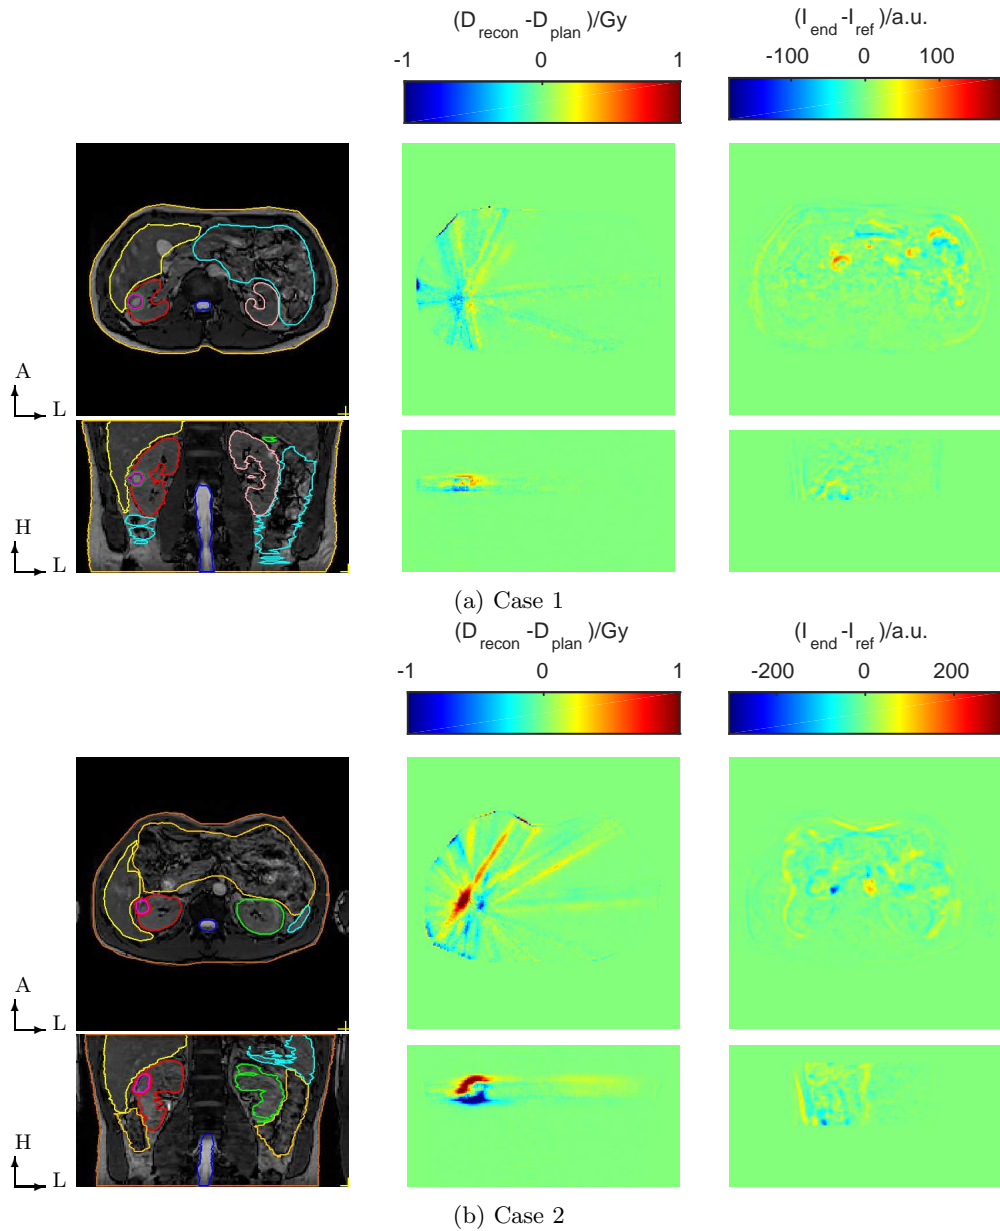 (D_recon -D_plan)/Gy
(I_end -I_ref)/a.u.
-1 0 1
-100 0 100
A
L
H
L
(a) Case 1
(D_recon -D_plan)/Gy
(I_end -I_ref)/a.u.
-1 0 1
-200 0 200
A
L
H
L
(b) Case 2